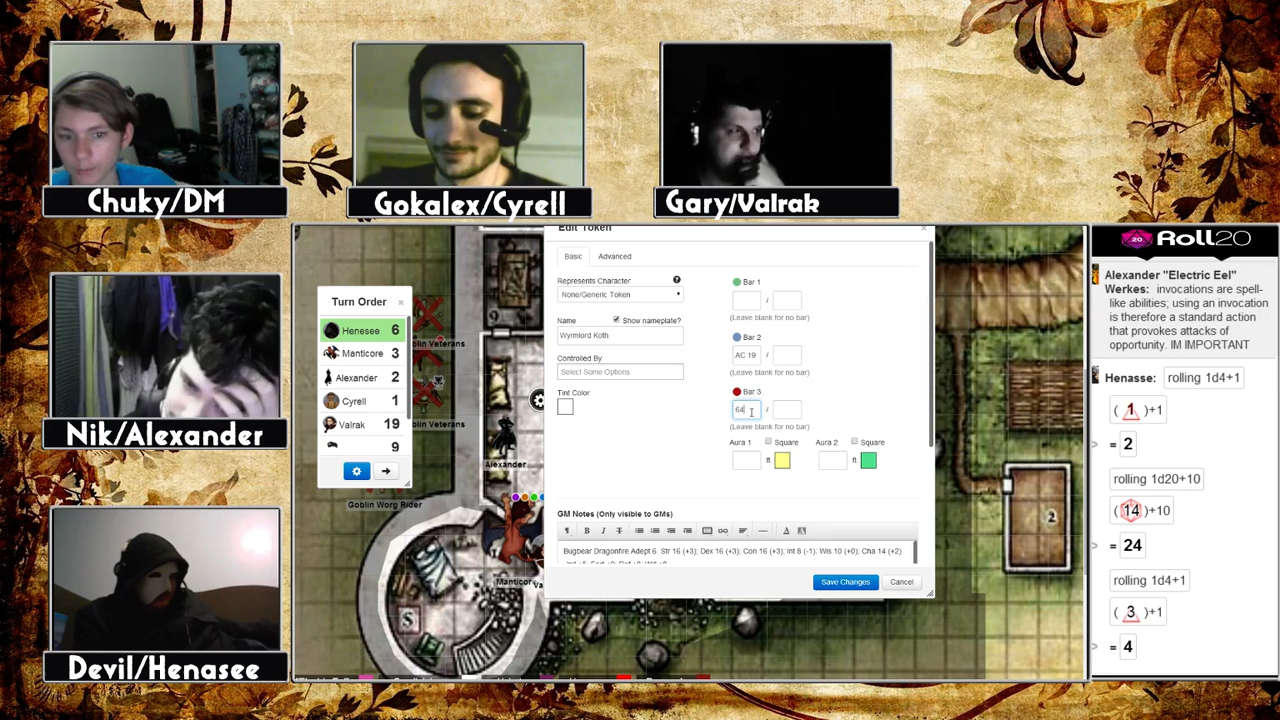 Chuky/DM
Gokalex/Cyrell
Gary/Valrak
Nik/Alexander
Devil/Henasee
Turn Order ×
Henesee 6
Manticore 3
Alexander 2
Cyrell 1
Valrak 19
9
blin Veterans
blin Veterans
Alexander
Goblin Worg Rider
Manticor
S
2
Edit Token
Basic
Advanced
Represents Character
None/Generic Token
Name
Show nameplate?
Wyrmlord Koth
Controlled By
Select Some Options
Tint Color
Bar 1
/
(Leave blank for no bar)
Bar 2
AC 19 /
(Leave blank for no bar)
Bar 3
64 /
(Leave blank for no bar)
Aura 1 Square Aura 2 Square
ft. ft.
GM Notes (Only visible to GMs)
Bugbear Dragonfire Adept 6. Str 16 (+3); Dex 16 (+3); Con 16 (+3); Int 8 (-1); Wis 10 (+0); Cha 14 (+2)
Save Changes
Cancel
20 Roll20
Alexander "Electric Eel"
Werkes: invocations are spell-
like abilities; using an invocation
is therefore a standard action
that provokes attacks of
opportunity. IM IMPORTANT
Henasse: rolling 1d4+1
(1)+1
= 2
rolling 1d20+10
(14)+10
= 24
rolling 1d4+1
(3)+1
= 4